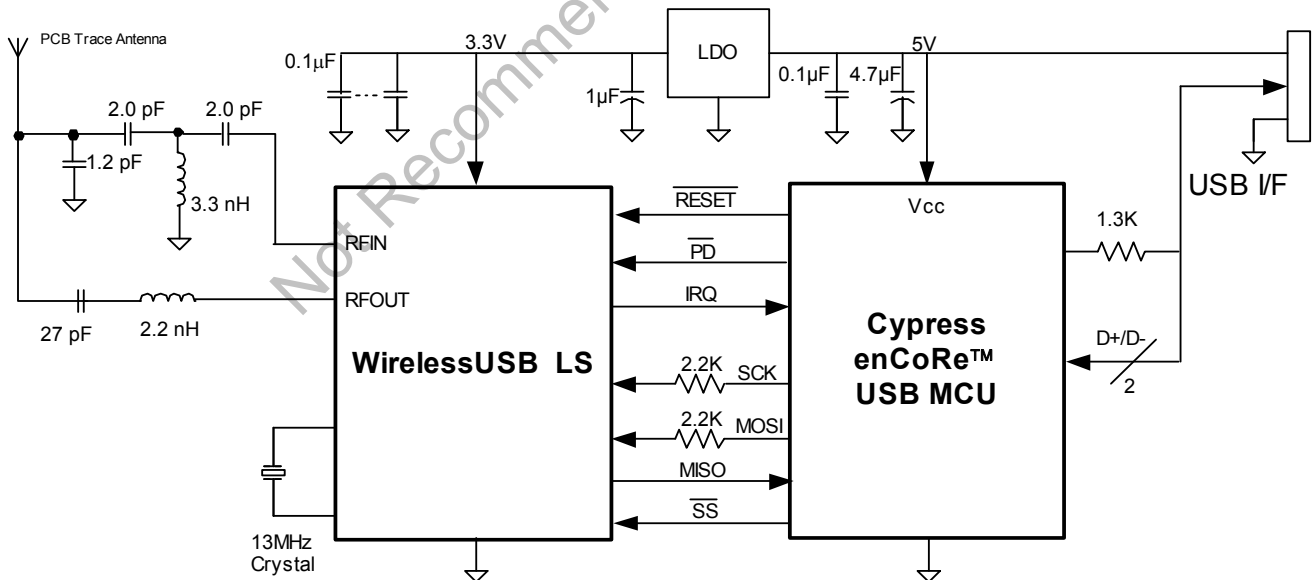 PCB Trace Antenna
2.0 pF
2.0 pF
1.2 pF
3.3 nH
27 pF
2.2 nH
0.1µF
3.3V
1µF
LDO
0.1µF
4.7µF
5V
USB I/F
Not Recommen
RFIN
RFOUT
WirelessUSB LS
13MHz
Crystal
RESET
PD
IRQ
2.2K
SCK
2.2K
MOSI
MISO
SS
Vcc
Cypress
enCoRe™
USB MCU
1.3K
D+/D-
2